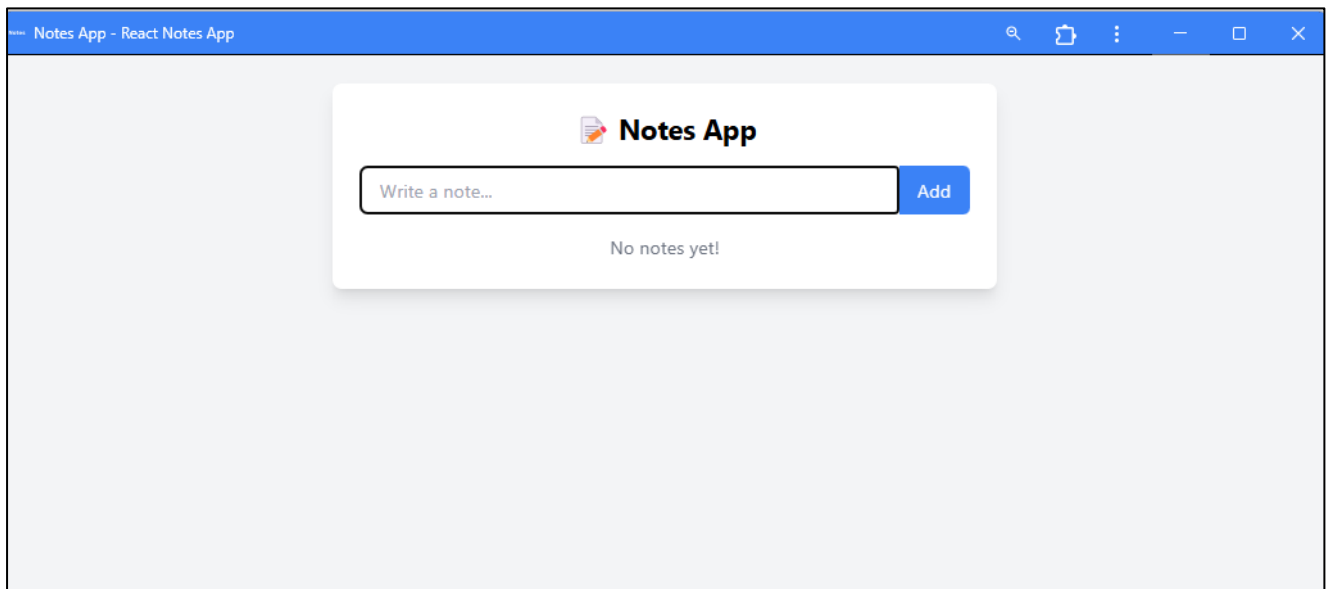 Notes App - React Notes App
📝 Notes App
Write a note...
Add
No notes yet!